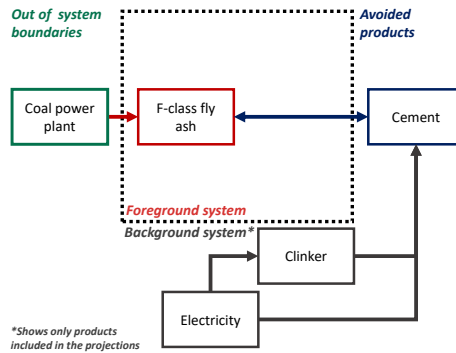 Out of system
boundaries
Avoided
products
Coal power
plant
F-class fly
ash
Cement
Foreground system
Background system*
Clinker
Electricity
*Shows only products
included in the projections